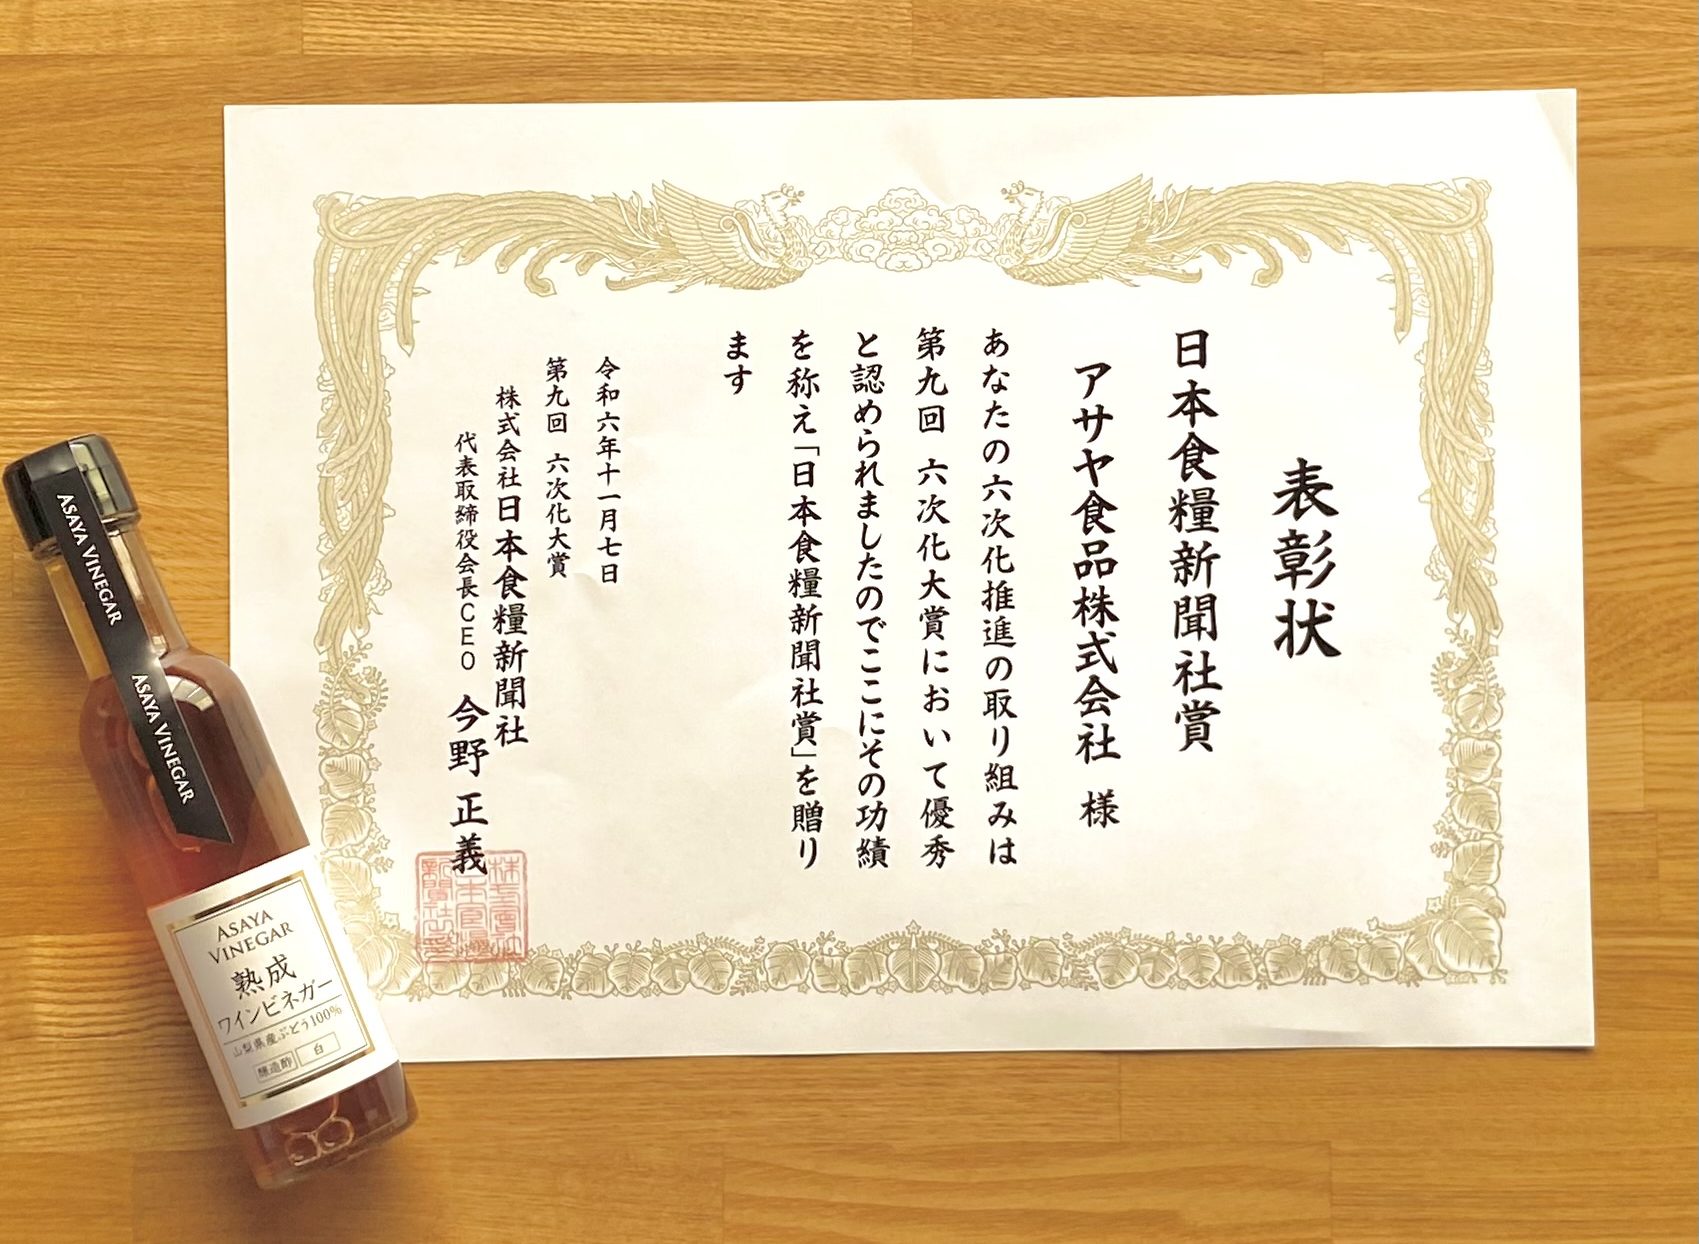 表彰状
日本食糧新聞社賞
アサヤ食品株式会社 様
あなたの六次化推進の取り組みは
第九回 六次化大賞において優秀
と認められましたのでここにその功績
を称え「日本食糧新聞社賞」を贈り
ます
令和六年十一月七日
第九回 六次化大賞
株式会社日本食糧新聞社
代表取締役会長CEO 今野 正義
ASAYA VINEGAR
ASAYA VINEGAR
ASAYA
VINEGAR
熟成
ワインビネガー
山梨県産ぶどう100%
醸造酢 白